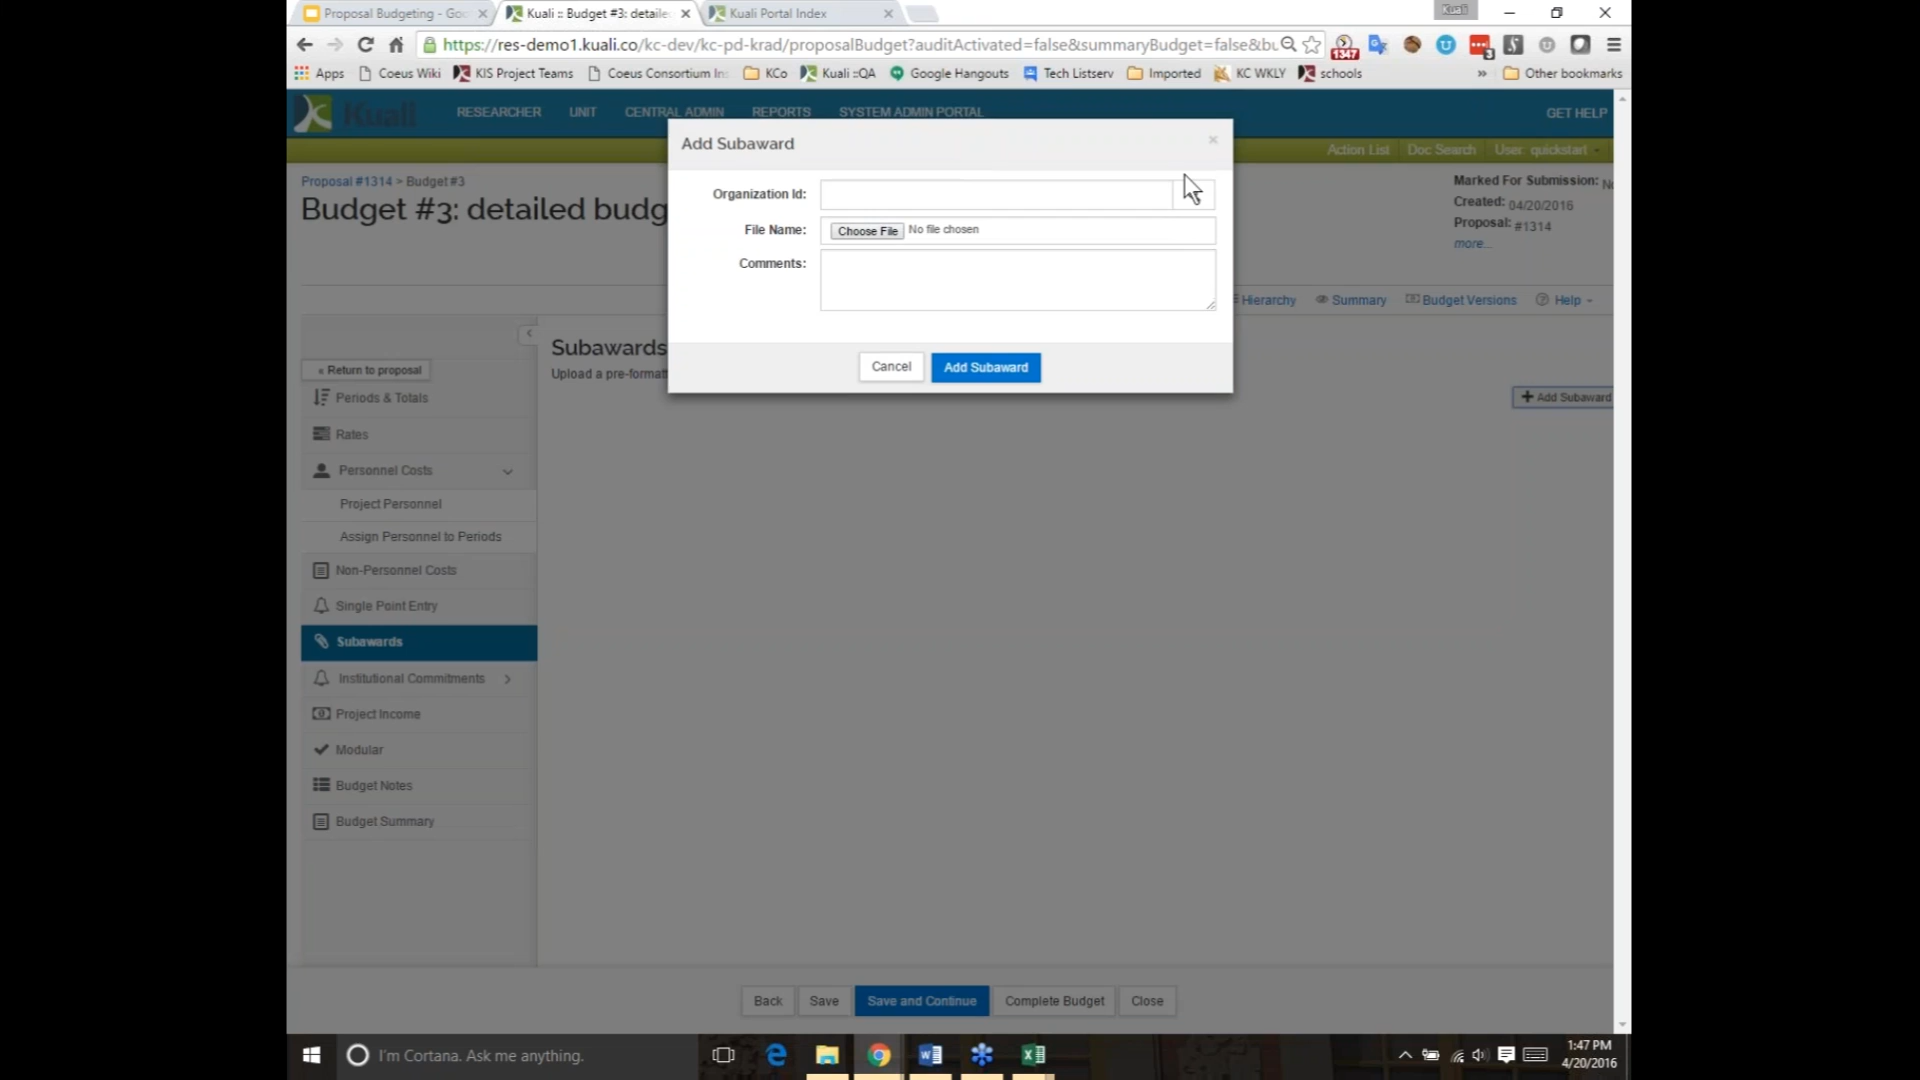 Proposal Budgeting - Goo
Kuali :: Budget #3: detaile
Kuali Portal Index
Kuali
https://res-demo1.kuali.co/kc-dev/kc-pd-krad/proposalBudget?auditActivated=false&summaryBudget=false&bu
1347
3
Apps
Coeus Wiki
KIS Project Teams
Coeus Consortium In
KCo
Kuali ::QA
Google Hangouts
Tech Listserv
Imported
KC WKLY
schools
»
Other bookmarks
Kuali
RESEARCHER
UNIT
CENTRAL ADMIN
REPORTS
SYSTEM ADMIN PORTAL
GET HELP
Action List
Doc Search
User: quickstart
Proposal #1314 > Budget #3
Budget #3: detailed budg
Marked For Submission: No
Created: 04/20/2016
Proposal: #1314
more...
Add Subaward
×
Organization Id:
File Name:
Choose File No file chosen
Comments:
Cancel
Add Subaward
Hierarchy
Summary
Budget Versions
Help
« Return to proposal
Periods & Totals
Rates
Personnel Costs
Project Personnel
Assign Personnel to Periods
Non-Personnel Costs
Single Point Entry
Subawards
Institutional Commitments
Project Income
Modular
Budget Notes
Budget Summary
Subawards
Upload a pre-formatt
Add Subaward
Back
Save
Save and Continue
Complete Budget
Close
I'm Cortana. Ask me anything.
1:47 PM
4/20/2016